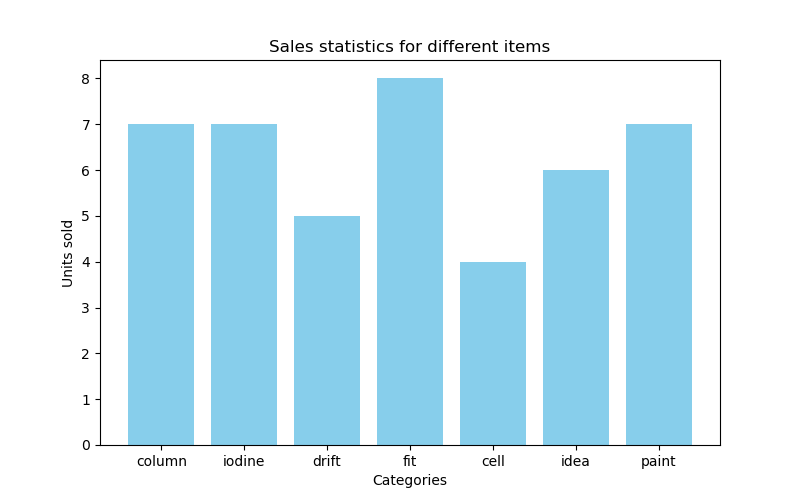 Sales statistics for different items
Units sold
8
7
6
5
4
3
2
1
0
column iodine drift fit cell idea paint
Categories